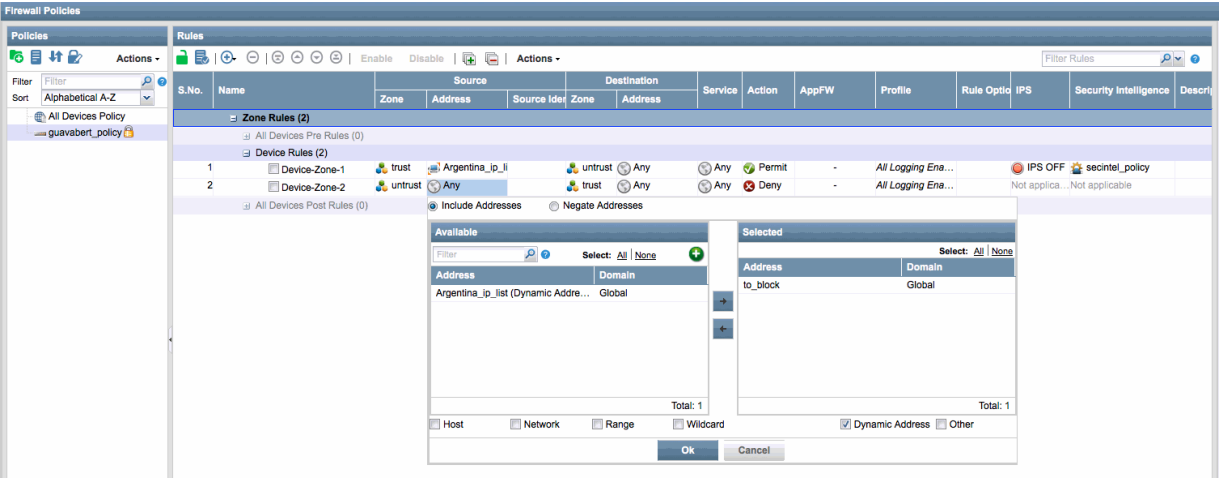 Firewall Policies
Policies
Rules
Actions
Enable Disable Actions
Filter Rules
Filter Filter
Sort Alphabetical A-Z
All Devices Policy
guavabert_policy
S.No. Name Source Destination Service Action AppFW Profile Rule Optio IPS Security Intelligence Descrip
Zone Address Source Iden Zone Address
Zone Rules (2)
All Devices Pre Rules (0)
Device Rules (2)
1 Device-Zone-1 trust Argentina_ip_li untrust Any Any Permit - All Logging Ena... IPS OFF secintel_policy
2 Device-Zone-2 untrust Any trust Any Any Deny - All Logging Ena... Not applica... Not applicable
All Devices Post Rules (0)
Include Addresses Negate Addresses
Available
Filter Select: All None
Address Domain
Argentina_ip_list (Dynamic Addre... Global
Total: 1
Selected
Select: All None
Address Domain
to_block Global
Total: 1
Host Network Range Wildcard Dynamic Address Other
Ok Cancel